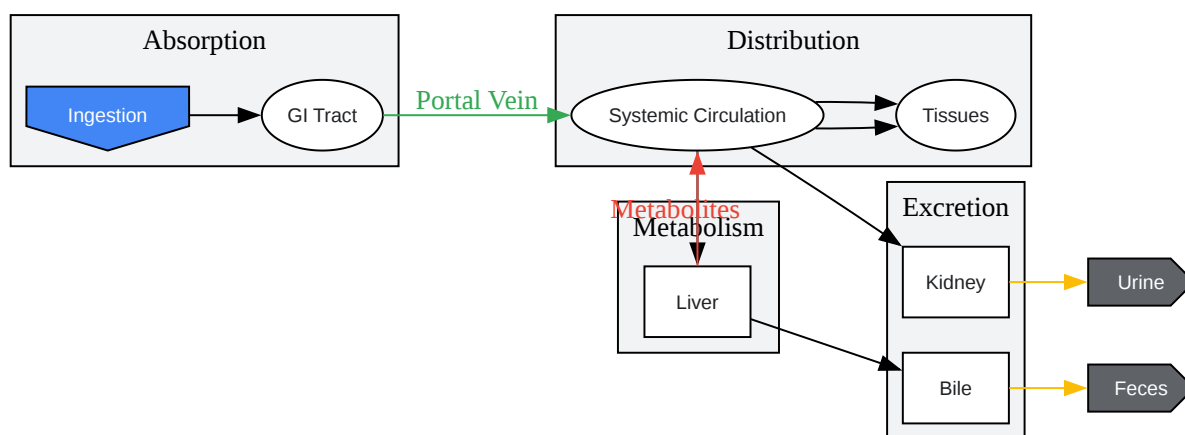 Absorption
Distribution
Ingestion
GI Tract
Portal Vein
Systemic Circulation
Tissues
Metabolites
Metabolism
Excretion
Liver
Kidney
Urine
Bile
Feces